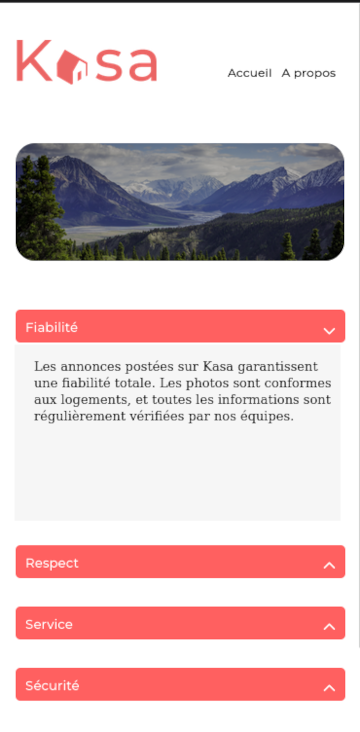 Kasa
Accueil A propos
Fiabilité
Les annonces postées sur Kasa garantissent
une fiabilité totale. Les photos sont conformes
aux logements, et toutes les informations sont
régulièrement vérifiées par nos équipes.
Respect
Service
Sécurité